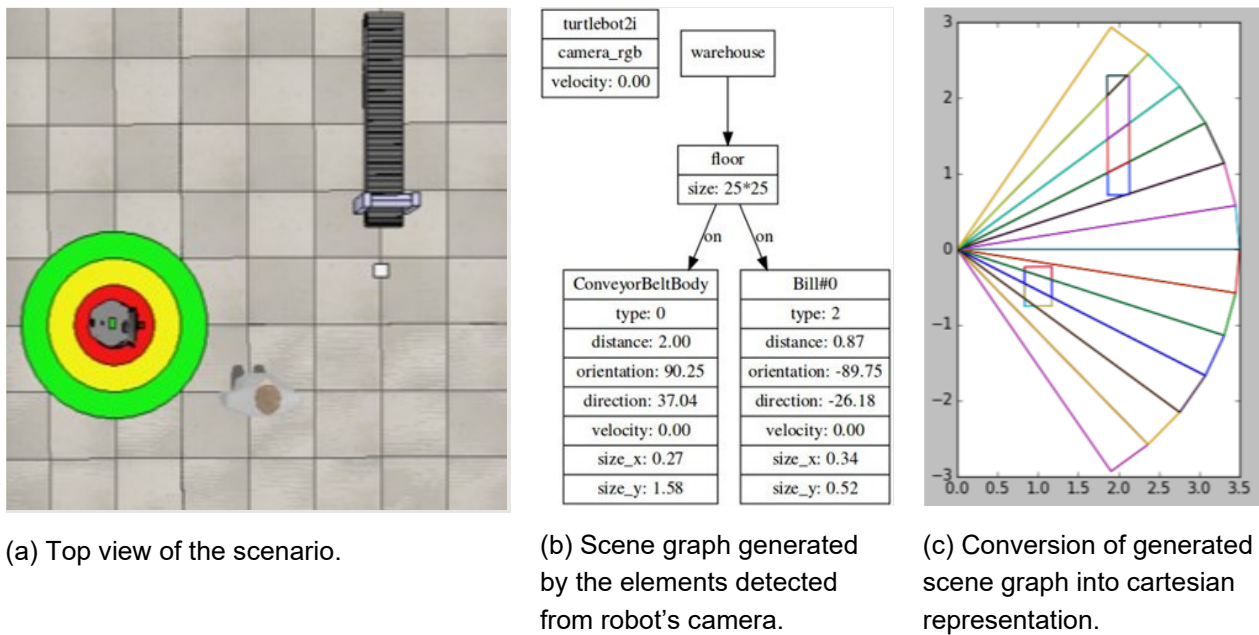 turtlebot2i
camera_rgb
velocity: 0.00
warehouse
floor
size: 25*25
on
on
ConveyorBeltBody
type: 0
distance: 2.00
orientation: 90.25
direction: 37.04
velocity: 0.00
size_x: 0.27
size_y: 1.58
Bill#0
type: 2
distance: 0.87
orientation: -89.75
direction: -26.18
velocity: 0.00
size_x: 0.34
size_y: 0.52
3
2
1
0
−1
−2
−3
0.0 0.5 1.0 1.5 2.0 2.5 3.0 3.5
(a) Top view of the scenario.
(b) Scene graph generated
by the elements detected
from robot’s camera.
(c) Conversion of generated
scene graph into cartesian
representation.